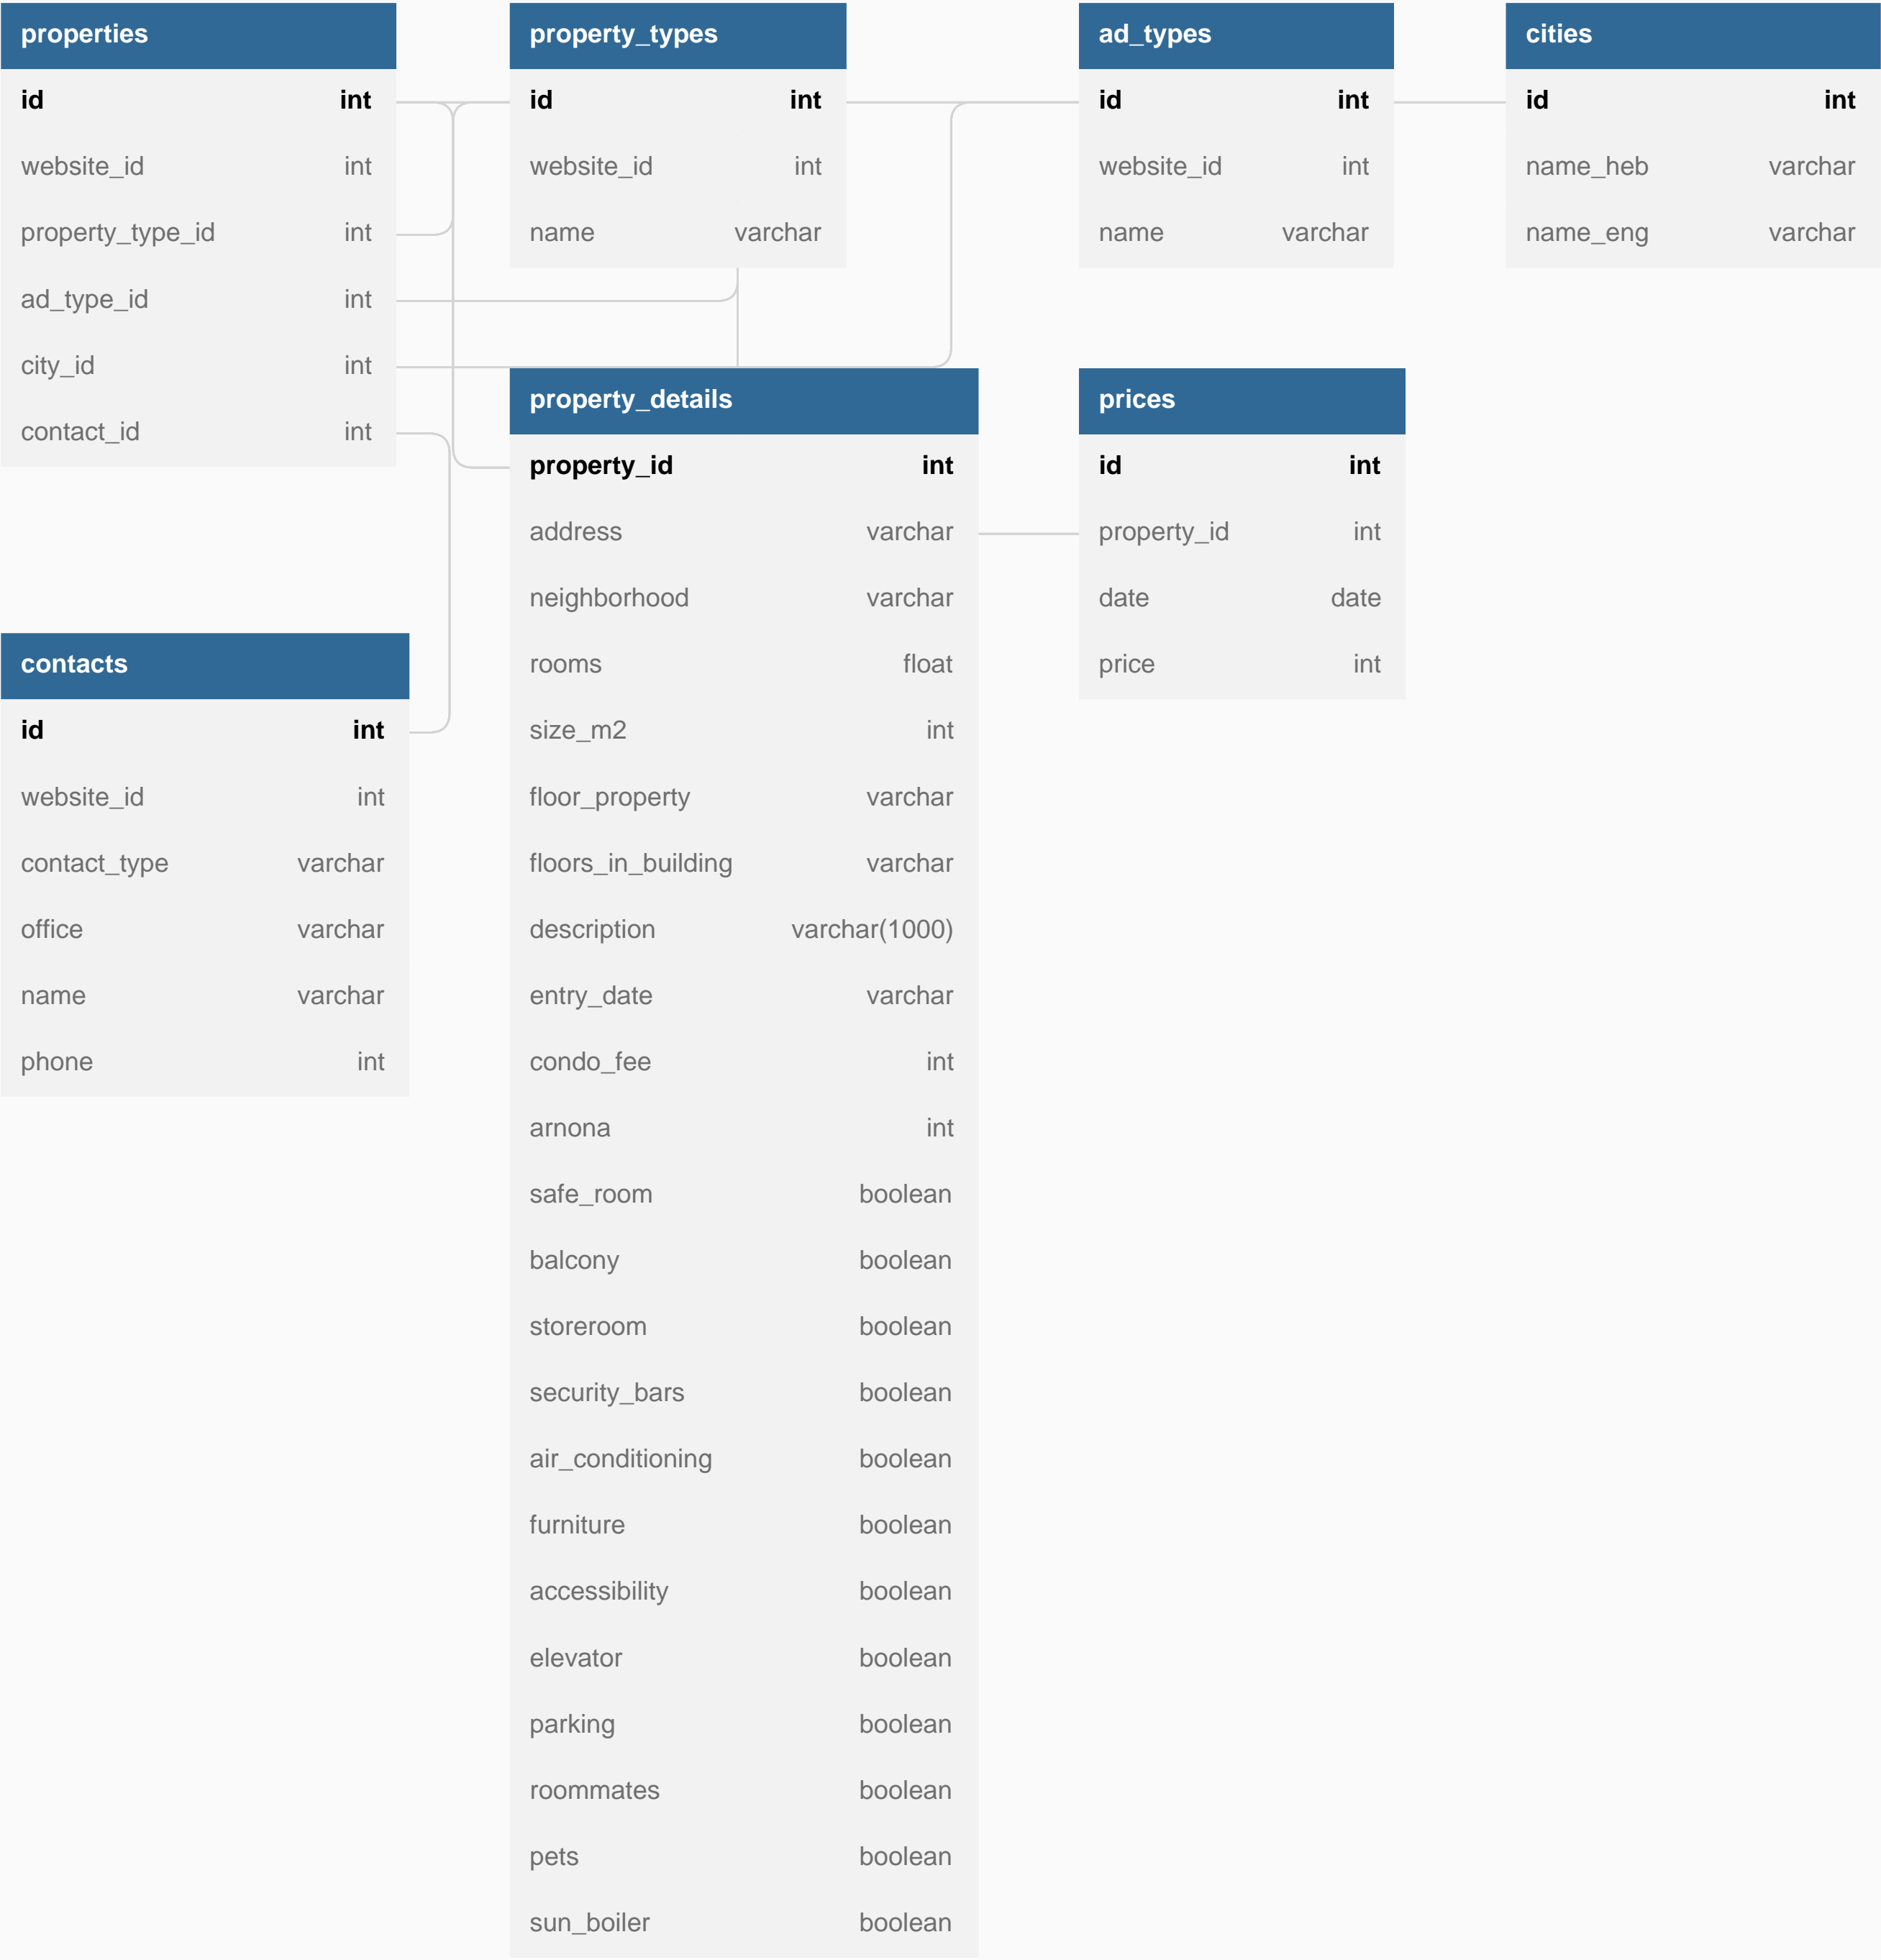 properties
id int
website_id int
property_type_id int
ad_type_id int
city_id int
contact_id int
property_types
id int
website_id int
name varchar
ad_types
id int
website_id int
name varchar
cities
id int
name_heb varchar
name_eng varchar
property_details
property_id int
address varchar
neighborhood varchar
rooms float
size_m2 int
floor_property varchar
floors_in_building varchar
description varchar(1000)
entry_date varchar
condo_fee int
arnona int
safe_room boolean
balcony boolean
storeroom boolean
security_bars boolean
air_conditioning boolean
furniture boolean
accessibility boolean
elevator boolean
parking boolean
roommates boolean
pets boolean
sun_boiler boolean
prices
id int
property_id int
date date
price int
contacts
id int
website_id int
contact_type varchar
office varchar
name varchar
phone int